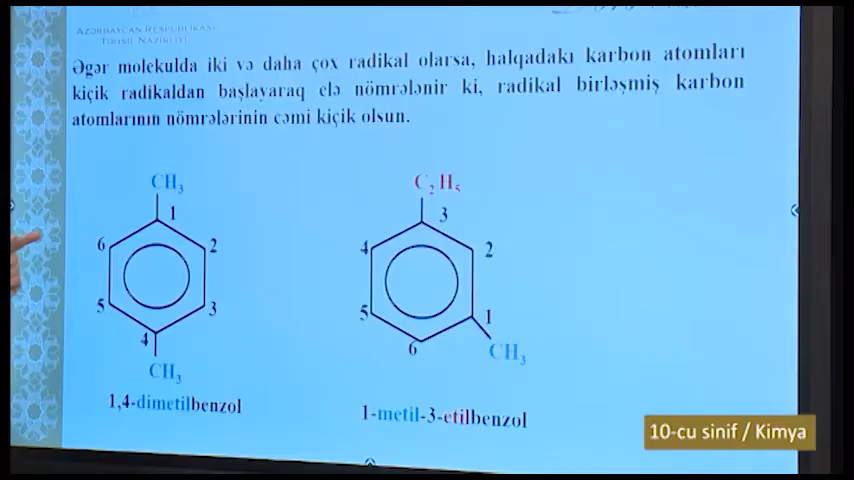 AZƏRBAYCAN RESPUBLİKASI
TƏHSİL NAZİRLİYİ
Əgər molekulda iki və daha çox radikal olarsa, halqadakı karbon atomları
kiçik radikaldan başlayaraq elə nömrələnir ki, radikal birləşmiş karbon
atomlarının nömrələrinin cəmi kiçik olsun.
CH₃
1
6
2
5
3
4
CH₃
1,4-dimetilbenzol
C₂H₅
3
4
2
5
1
6
CH₃
1-metil-3-etilbenzol
10-cu sinif / Kimya